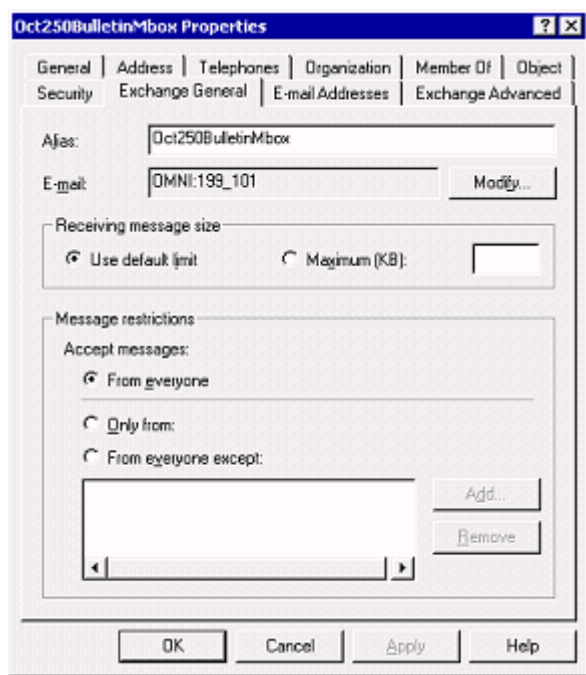 Oct250BulletinMbox Properties
General Address Telephones Organization Member Of Object
Security Exchange General E-mail Addresses Exchange Advanced
Alias: Oct250BulletinMbox
E-mail: OMNI:199_101 Modify...
Receiving message size
Use default limit Maximum (KB):
Message restrictions
Accept messages:
From everyone
Only from:
From everyone except:
Add...
Remove
OK Cancel Apply Help